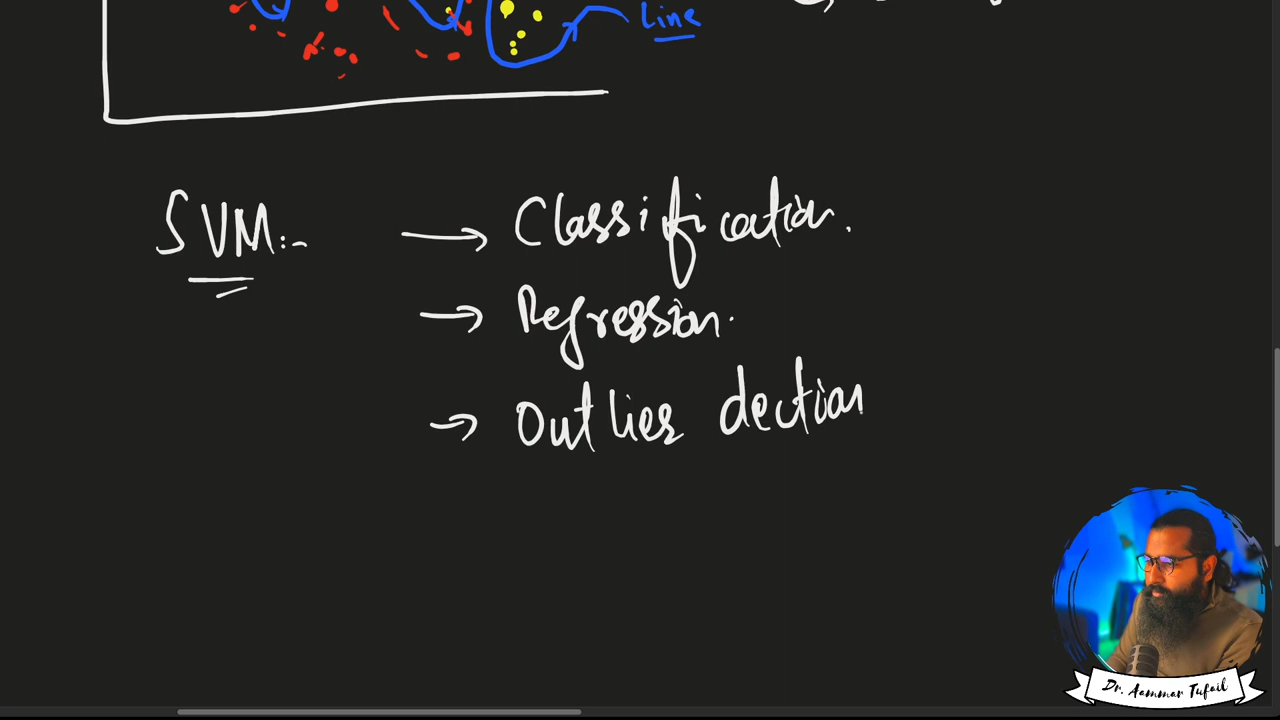 Line
SVM:- → Classification.
→ Regression.
→ Outlier dection
Dr. Aammar Tufail